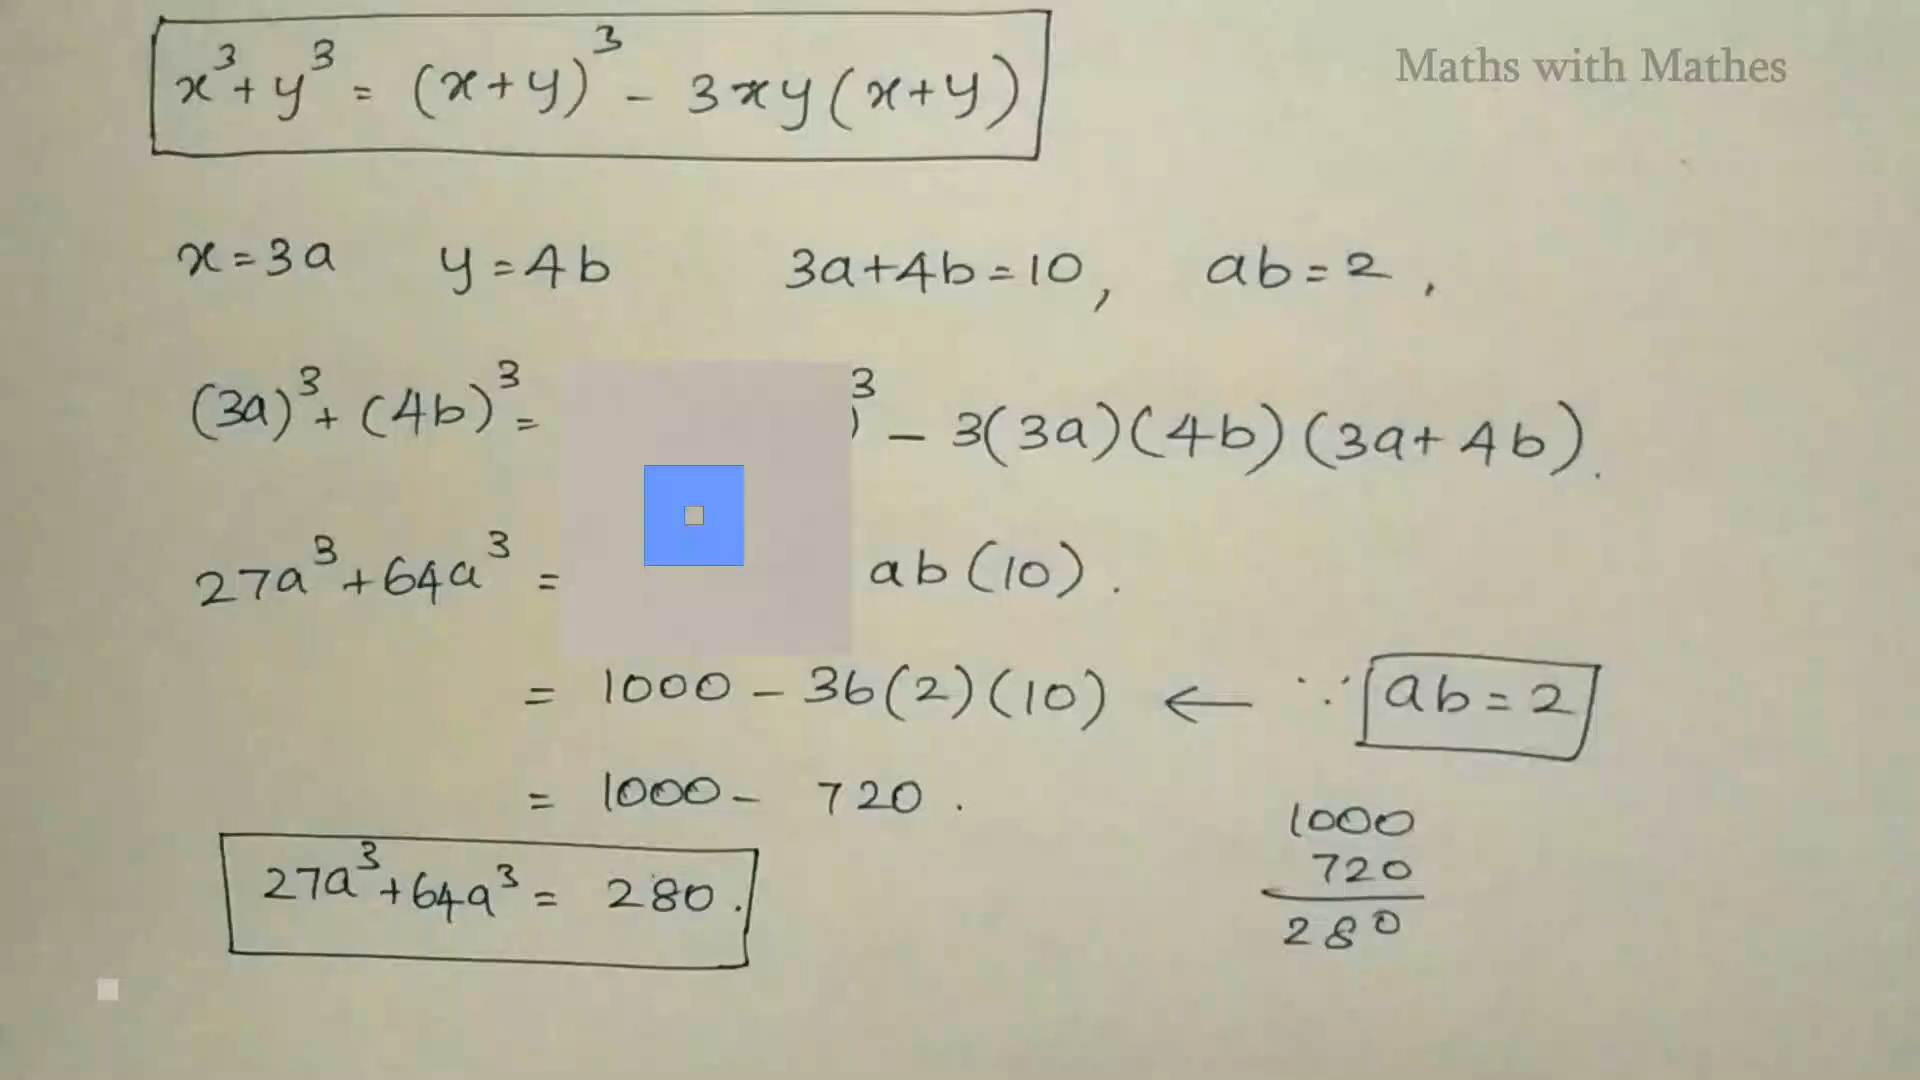 x³+y³ = (x+y)³ - 3xy(x+y)
Maths with Mathes
x=3a y=4b 3a+4b=10, ab=2.
(3a)³+(4b)³= )³ - 3(3a)(4b)(3a+4b).
27a³+64a³ = ab(10).
= 1000 - 36(2)(10) ← ∵ ab=2
= 1000 - 720.
1000
720
280
27a³+64a³ = 280.